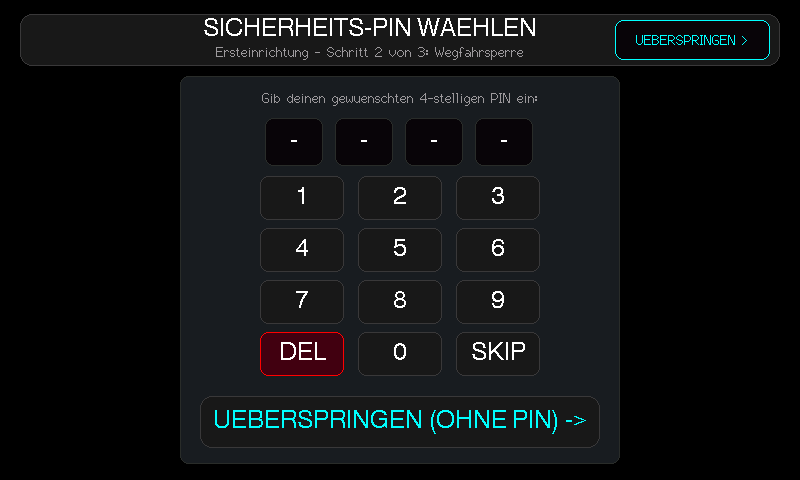 SICHERHEITS-PIN WAEHLEN
Ersteinrichtung - Schritt 2 von 3: Wegfahrsperre
UEBERSPRINGEN >
Gib deinen gewuenschten 4-stelligen PIN ein:
- - - -
1 2 3
4 5 6
7 8 9
DEL 0 SKIP
UEBERSPRINGEN (OHNE PIN) ->